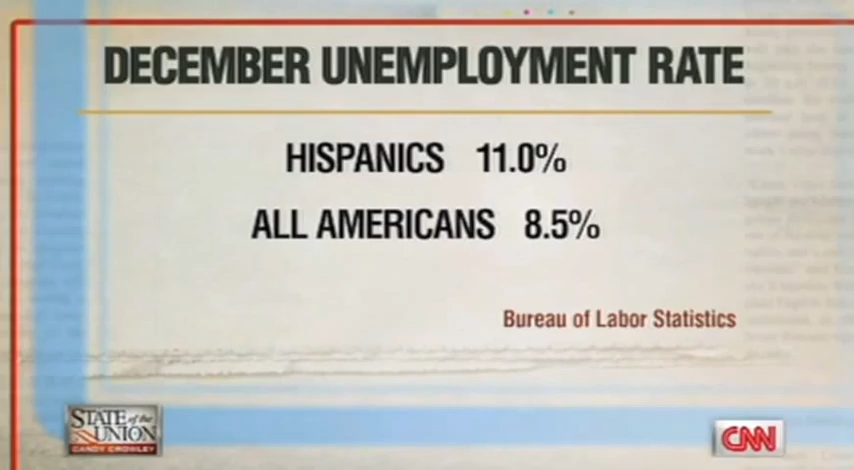 DECEMBER UNEMPLOYMENT RATE
HISPANICS 11.0%
ALL AMERICANS 8.5%
Bureau of Labor Statistics
STATE of the
UNION
CANDY CROWLEY
CNN